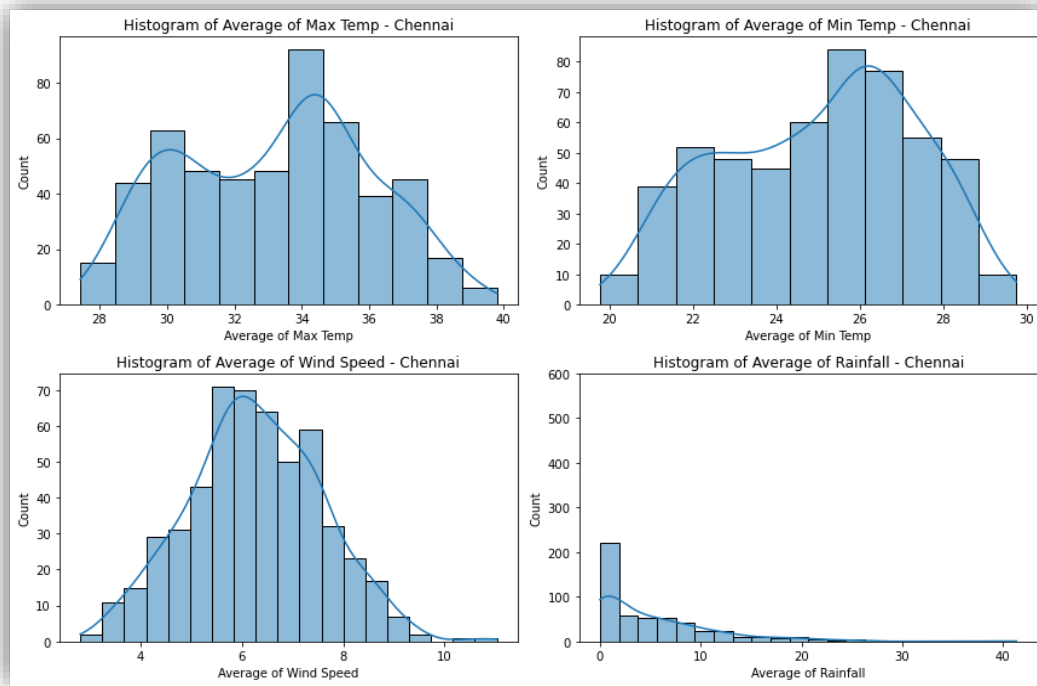 Histogram of Average of Max Temp - Chennai
Count
80
60
40
20
0
28 30 32 34 36 38 40
Average of Max Temp
Histogram of Average of Min Temp - Chennai
Count
80
70
60
50
40
30
20
10
0
20 22 24 26 28 30
Average of Min Temp
Histogram of Average of Wind Speed - Chennai
Count
70
60
50
40
30
20
10
0
4 6 8 10
Average of Wind Speed
Histogram of Average of Rainfall - Chennai
Count
600
500
400
300
200
100
0
0 10 20 30 40
Average of Rainfall